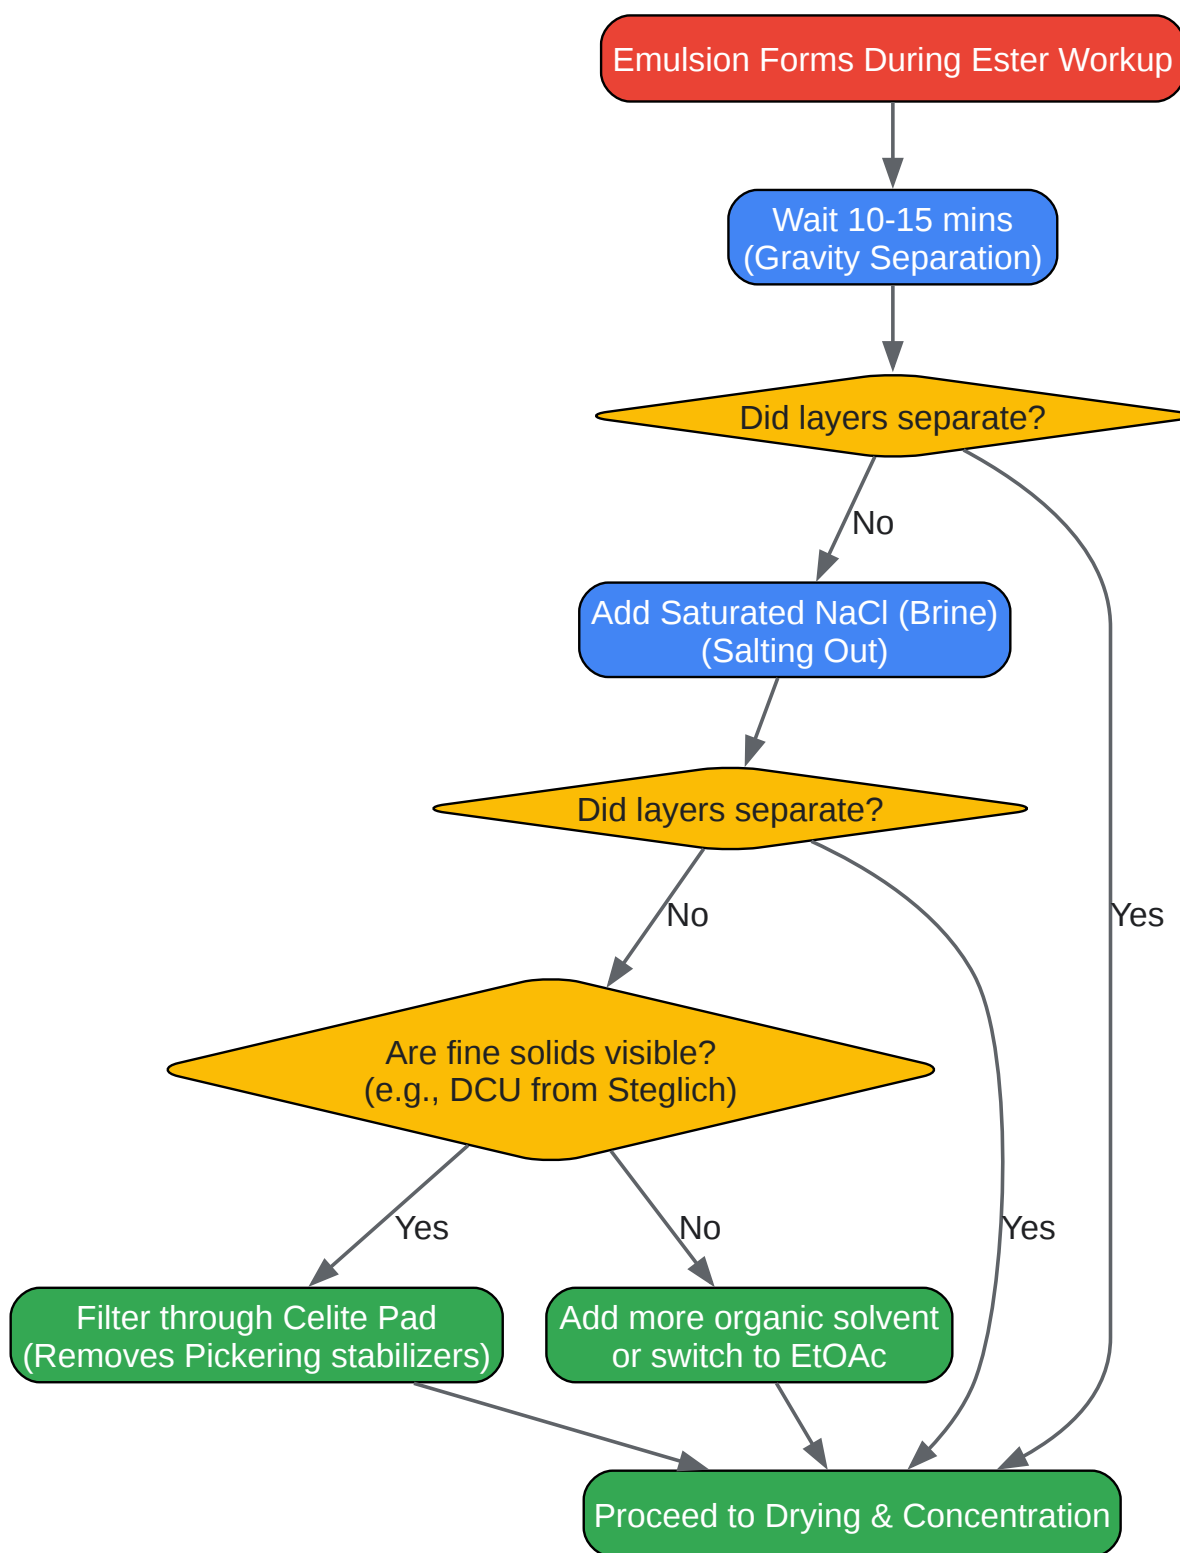 Emulsion Forms During Ester Workup
Wait 10-15 mins
(Gravity Separation)
Did layers separate?
No
Add Saturated NaCl (Brine)
(Salting Out)
Did layers separate?
No
Yes
Are fine solids visible?
(e.g., DCU from Steglich)
Yes
No
Yes
Filter through Celite Pad
(Removes Pickering stabilizers)
Add more organic solvent
or switch to EtOAc
Proceed to Drying & Concentration